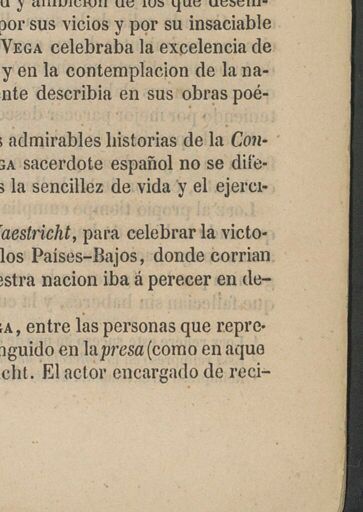 y ambicion de los que desem-
por sus vicios y por su insaciable
VEGA celebraba la excelencia de
y en la contemplacion de la na-
nte describia en sus obras poé-
s admirables historias de la Con-
GA sacerdote español no se dife-
s la sencillez de vida y el ejerci-
aestricht, para celebrar la victo-
los Países-Bajos, donde corrian
estra nacion iba á perecer en de-
GA, entre las personas que repre-
nguido en la presa (como en aque
cht. El actor encargado de reci-